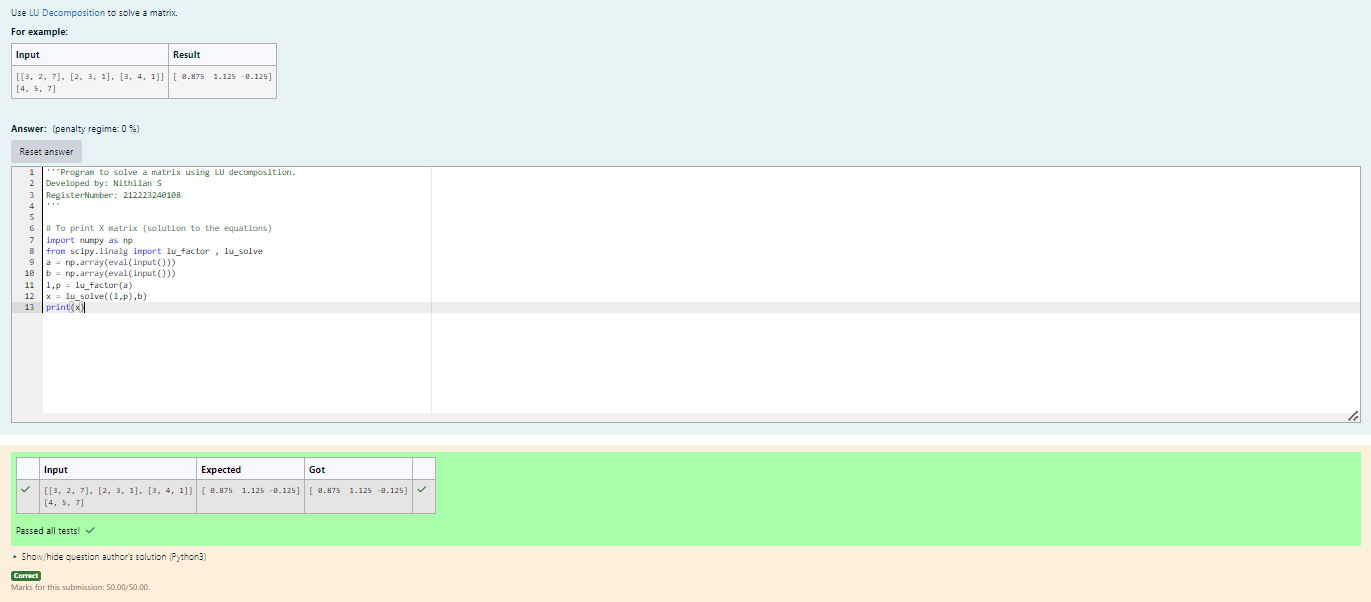 Use LU Decomposition to solve a matrix.
For example:
Input Result
[[3, 2, 7], [2, 3, 1], [3, 4, 1]] [ 0.875  1.125 -0.125]
[4, 5, 7]
Answer: (penalty regime: 0 %)
Reset answer
1 '''Program to solve a matrix using LU decomposition.
2 Developed by: Nithilan S
3 RegisterNumber: 212223240108
4 '''
5
6 # To print X matrix (solution to the equations)
7 import numpy as np
8 from scipy.linalg import lu_factor , lu_solve
9 a = np.array(eval(input()))
10 b = np.array(eval(input()))
11 l,p = lu_factor(a)
12 x = lu_solve((l,p),b)
13 print(x)
Input Expected Got
[[3, 2, 7], [2, 3, 1], [3, 4, 1]] [ 0.875  1.125 -0.125] [ 0.875  1.125 -0.125]
[4, 5, 7]
Passed all tests!
Show/hide question author's solution (Python3)
Correct
Marks for this submission: 50.00/50.00.